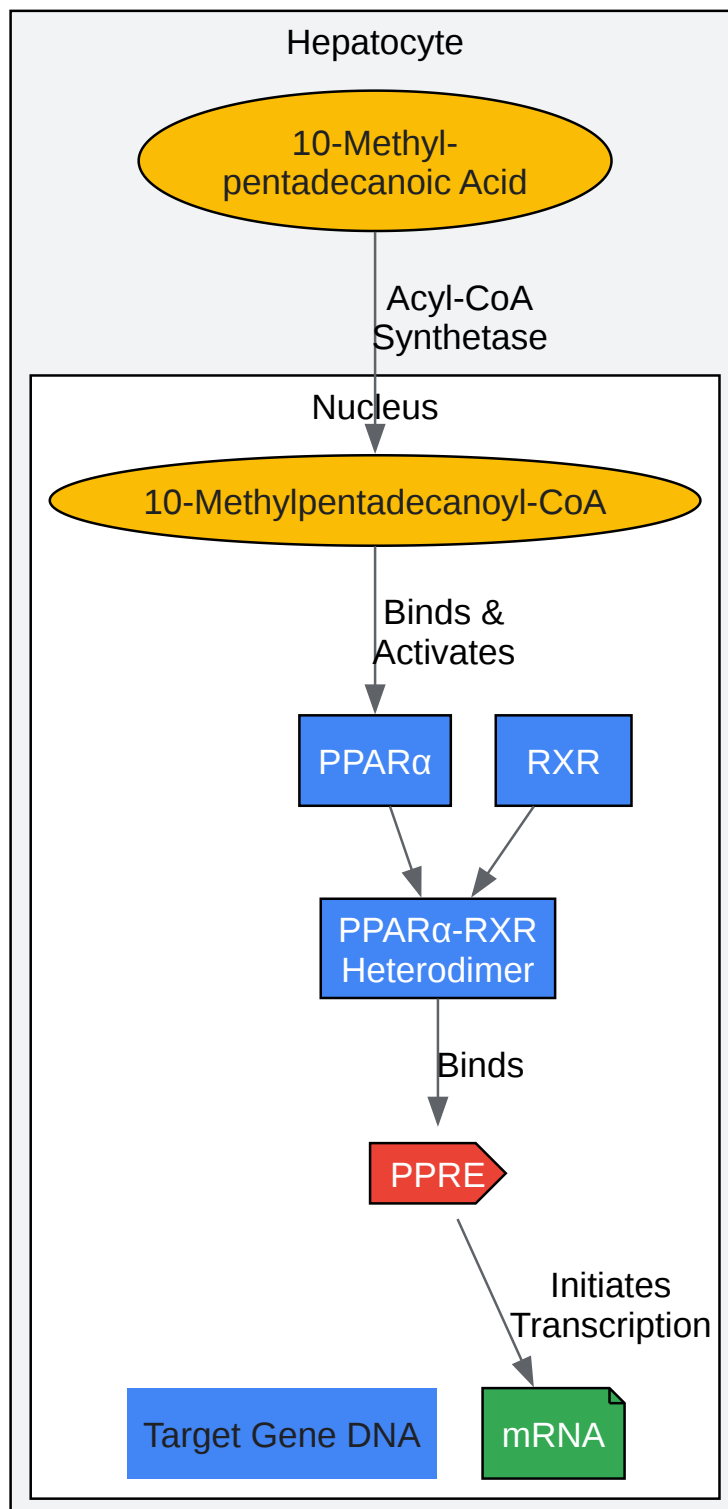 Hepatocyte
10-Methyl-
pentadecanoic Acid
Acyl-CoA
Synthetase
Nucleus
10-Methylpentadecanoyl-CoA
Binds &
Activates
PPARα
RXR
PPARα-RXR
Heterodimer
Binds
PPRE
Initiates
Transcription
Target Gene DNA
mRNA